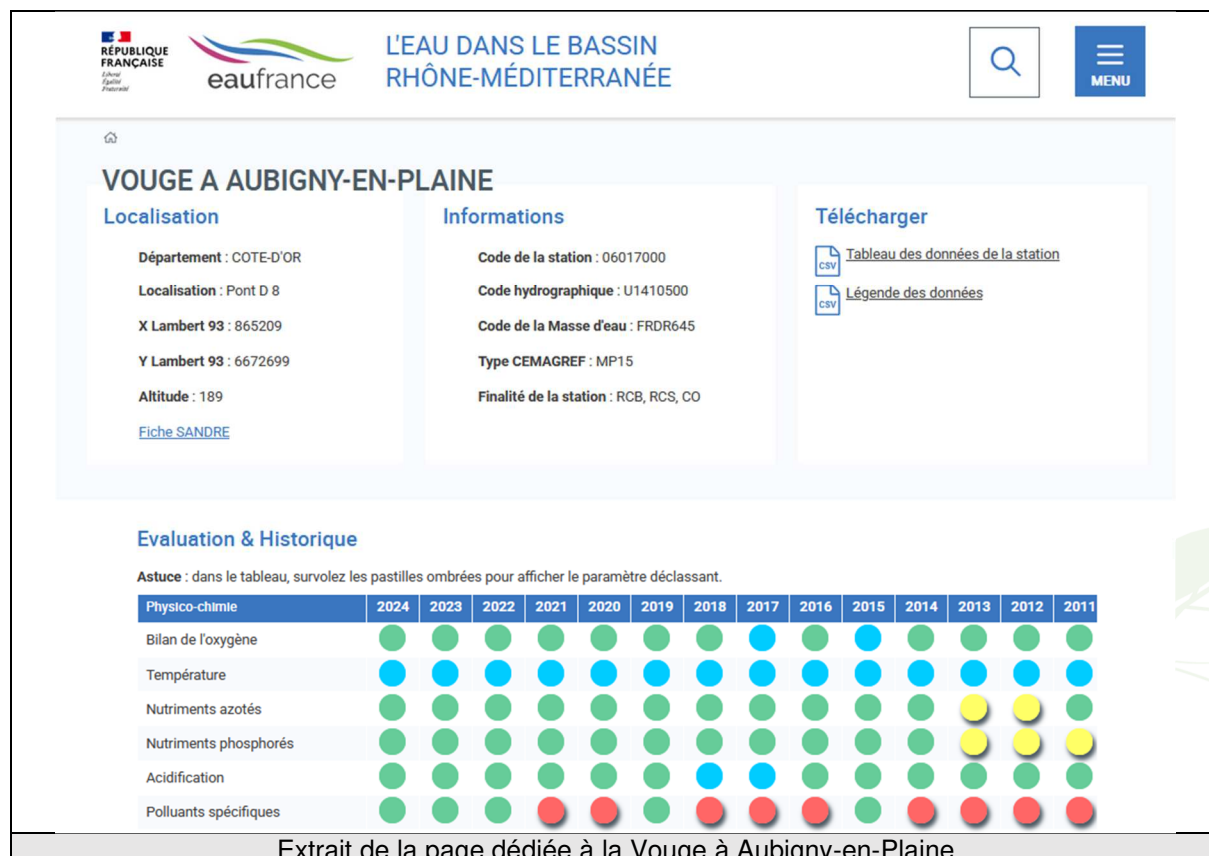 RÉPUBLIQUE
FRANÇAISE
Liberté
Égalité
Fraternité
eaufrance
L'EAU DANS LE BASSIN
RHÔNE-MÉDITERRANÉE
MENU
VOUGE A AUBIGNY-EN-PLAINE
Localisation
Département : COTE-D'OR
Localisation : Pont D 8
X Lambert 93 : 865209
Y Lambert 93 : 6672699
Altitude : 189
Fiche SANDRE
Informations
Code de la station : 06017000
Code hydrographique : U1410500
Code de la Masse d'eau : FRDR645
Type CEMAGREF : MP15
Finalité de la station : RCB, RCS, CO
Télécharger
CSV Tableau des données de la station
CSV Légende des données
Evaluation & Historique
Astuce : dans le tableau, survolez les pastilles ombrées pour afficher le paramètre déclassant.
Physico-chimie 2024 2023 2022 2021 2020 2019 2018 2017 2016 2015 2014 2013 2012 2011
Bilan de l'oxygène
Température
Nutriments azotés
Nutriments phosphorés
Acidification
Polluants spécifiques
Extrait de la page dédiée à la Vouge à Aubigny-en-Plaine